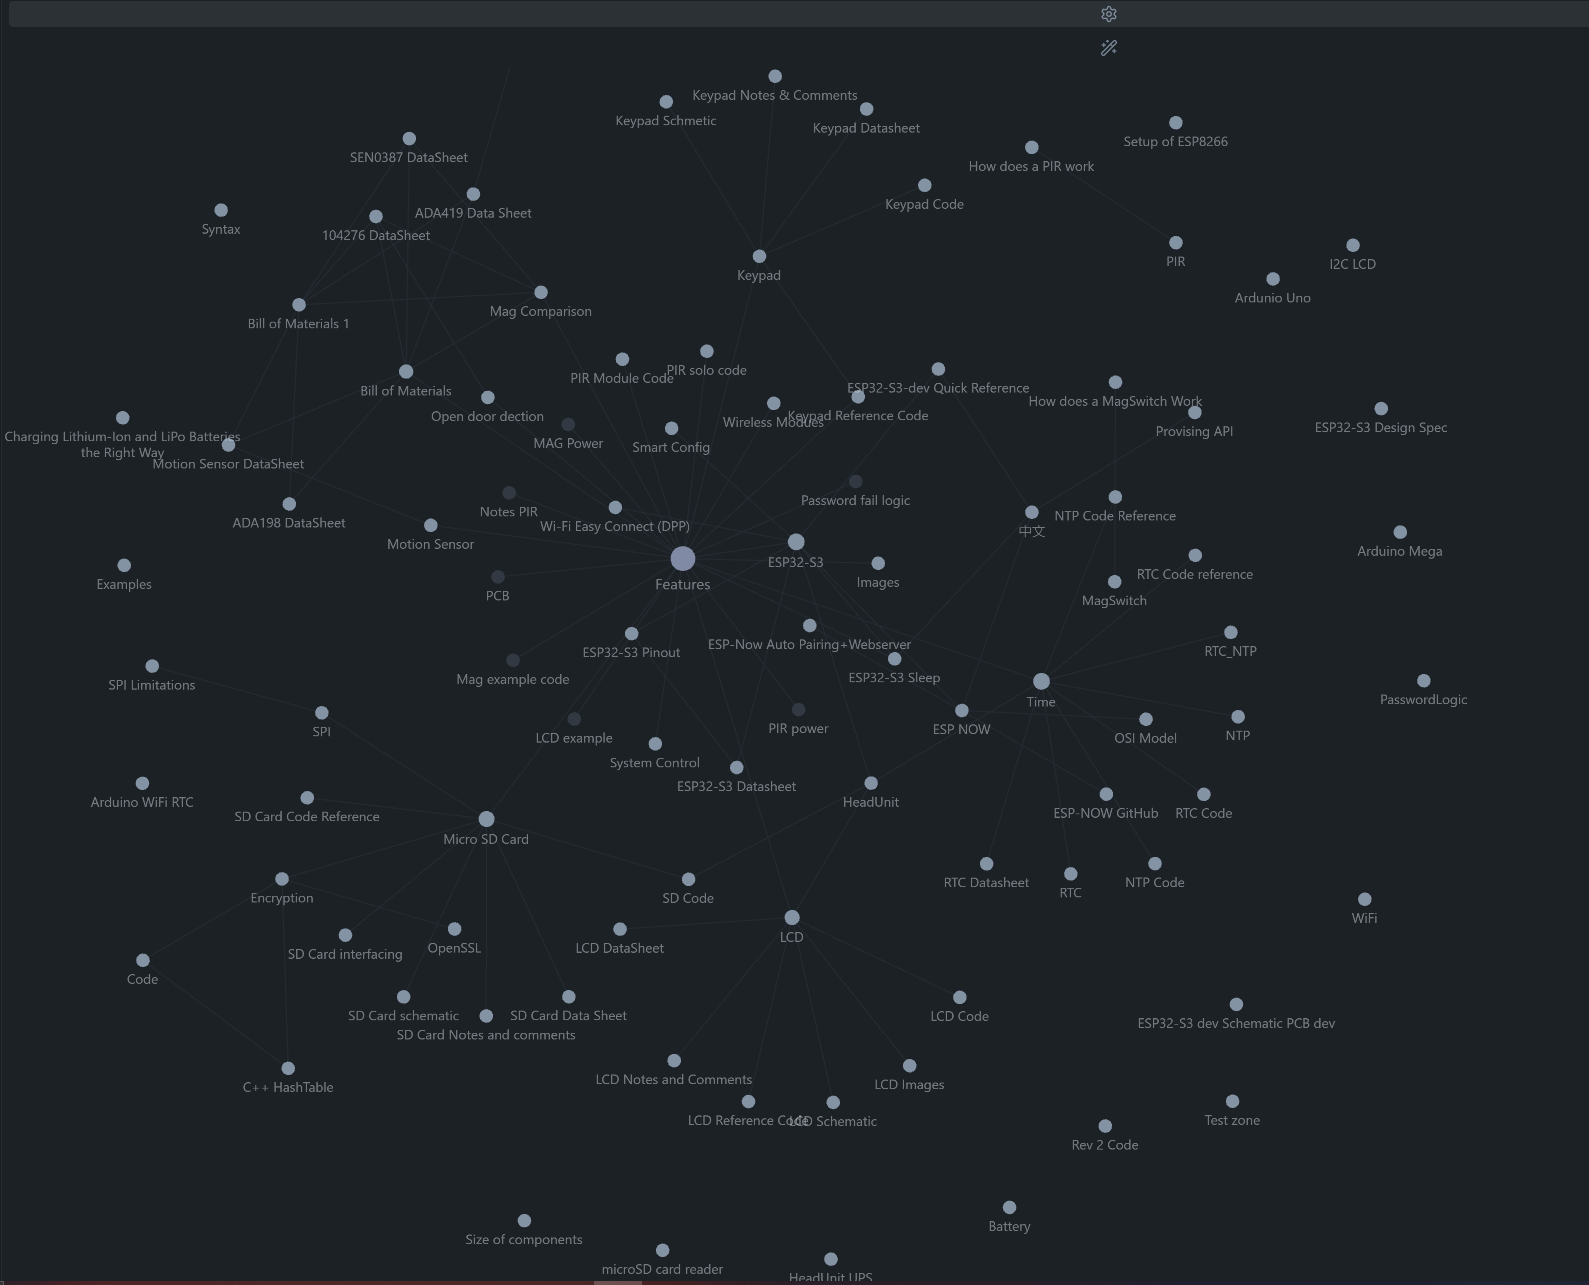 Keypad Notes & Comments
Keypad Schmetic
Keypad Datasheet
Setup of ESP8266
SEN0387 DataSheet
How does a PIR work
Keypad Code
ADA419 Data Sheet
Syntax
104276 DataSheet
PIR
I2C LCD
Keypad
Ardunio Uno
Mag Comparison
Bill of Materials 1
PIR Module Code
PIR solo code
ESP32-S3-dev Quick Reference
Bill of Materials
How does a MagSwitch Work
Open door dection
Wireless Modues
Keypad Reference Code
Provising API
ESP32-S3 Design Spec
Charging Lithium-Ion and LiPo Batteries
the Right Way
MAG Power
Smart Config
Motion Sensor DataSheet
Password fail logic
Notes PIR
NTP Code Reference
ADA198 DataSheet
Wi-Fi Easy Connect (DPP)
中文
Motion Sensor
Arduino Mega
ESP32-S3
RTC Code reference
Examples
Features
Images
PCB
MagSwitch
ESP-Now Auto Pairing+Webserver
ESP32-S3 Pinout
RTC_NTP
Mag example code
ESP32-S3 Sleep
SPI Limitations
Time
PasswordLogic
SPI
PIR power
ESP NOW
NTP
LCD example
OSI Model
System Control
ESP32-S3 Datasheet
Arduino WiFi RTC
HeadUnit
SD Card Code Reference
ESP-NOW GitHub
RTC Code
Micro SD Card
RTC Datasheet
NTP Code
RTC
Encryption
SD Code
WiFi
LCD
OpenSSL
LCD DataSheet
SD Card interfacing
Code
SD Card schematic
SD Card Data Sheet
LCD Code
ESP32-S3 dev Schematic PCB dev
SD Card Notes and comments
LCD Notes and Comments
C++ HashTable
LCD Images
LCD Reference Code
LCD Schematic
Test zone
Rev 2 Code
Battery
Size of components
microSD card reader
HeadUnit UPS